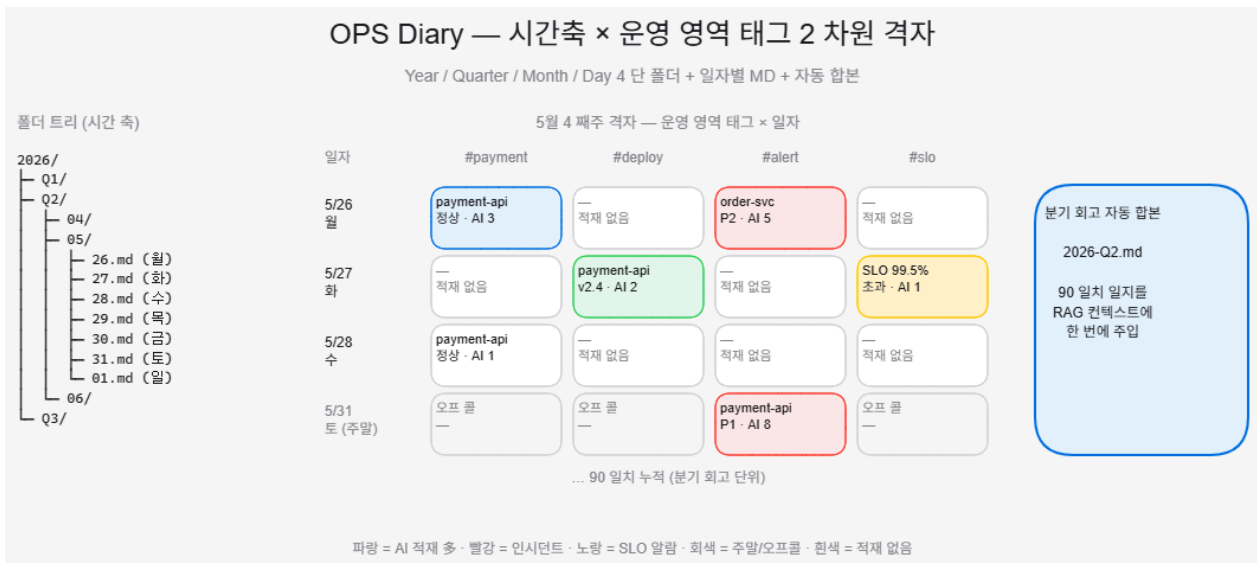 OPS Diary — 시간축 × 운영 영역 태그 2 차원 격자
Year / Quarter / Month / Day 4 단 폴더 + 일자별 MD + 자동 합본
폴더 트리 (시간 축)
2026/
├─ Q1/
├─ Q2/
│  ├─ 04/
│  ├─ 05/
│  │  ├─ 26.md (월)
│  │  ├─ 27.md (화)
│  │  ├─ 28.md (수)
│  │  ├─ 29.md (목)
│  │  ├─ 30.md (금)
│  │  ├─ 31.md (토)
│  │  └─ 01.md (일)
│  └─ 06/
└─ Q3/
5월 4 째주 격자 — 운영 영역 태그 × 일자
일자 #payment #deploy #alert #slo
5/26
월
payment-api
정상 · AI 3
—
적재 없음
order-svc
P2 · AI 5
—
적재 없음
5/27
화
—
적재 없음
payment-api
v2.4 · AI 2
—
적재 없음
SLO 99.5%
초과 · AI 1
5/28
수
payment-api
정상 · AI 1
—
적재 없음
—
적재 없음
—
적재 없음
5/31
토 (주말)
오프 콜
—
오프 콜
—
payment-api
P1 · AI 8
오프 콜
—
... 90 일치 누적 (분기 회고 단위)
분기 회고 자동 합본
2026-Q2.md
90 일치 일지를
RAG 컨텍스트에
한 번에 주입
파랑 = AI 적재 多 · 빨강 = 인시던트 · 노랑 = SLO 알람 · 회색 = 주말/오프콜 · 흰색 = 적재 없음